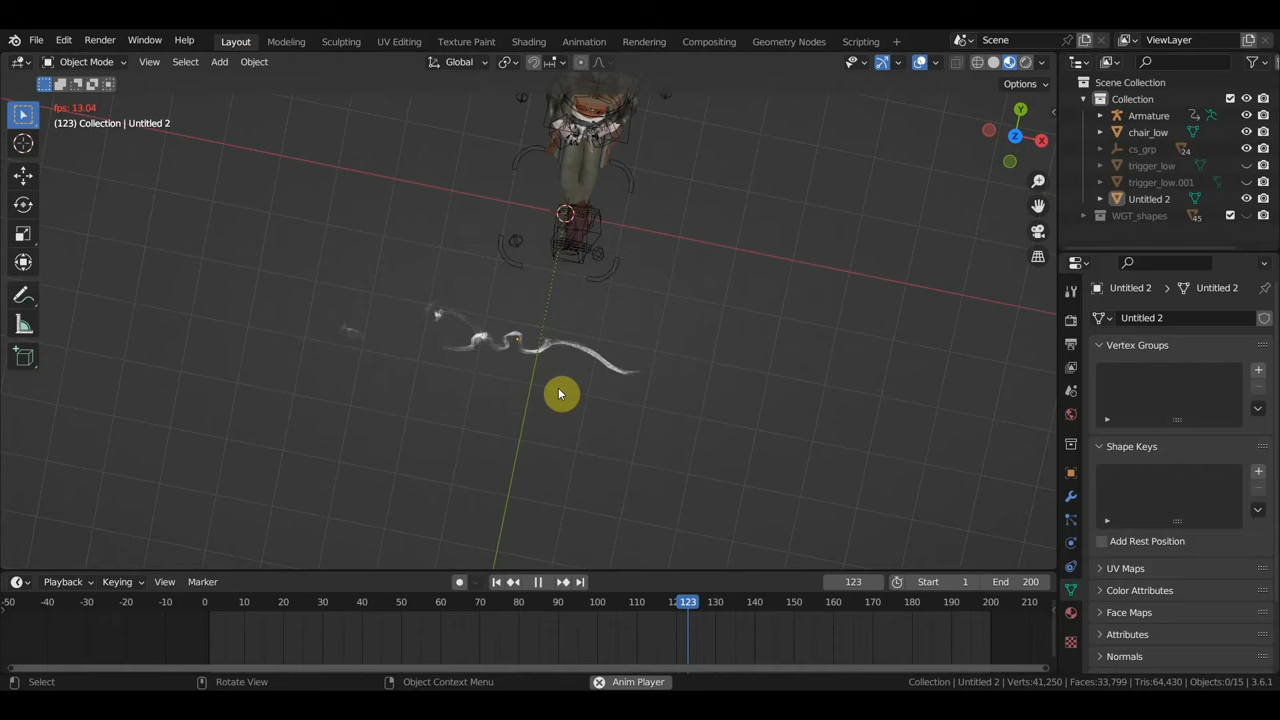 File Edit Render Window Help Layout Modeling Sculpting UV Editing Texture Paint Shading Animation Rendering Compositing Geometry Nodes Scripting + Scene ViewLayer
Object Mode View Select Add Object Global
Options
fps: 13.04
(123) Collection | Untitled 2
Y
X
Z
Scene Collection
Collection
Armature
chair_low
cs_grp 24
trigger_low
trigger_low.001
Untitled 2
WGT_shapes 45
Untitled 2 > Untitled 2
Untitled 2
Vertex Groups
Shape Keys
Add Rest Position
UV Maps
Color Attributes
Face Maps
Attributes
Normals
Playback Keying View Marker 123 Start 1 End 200
-50 -40 -30 -20 -10 0 10 20 30 40 50 60 70 80 90 100 110 123 130 140 150 160 170 180 190 200 210
Select Rotate View Object Context Menu Anim Player Collection | Untitled 2 | Verts:41,250 | Faces:33,799 | Tris:64,430 | Objects:0/15 | 3.6.1